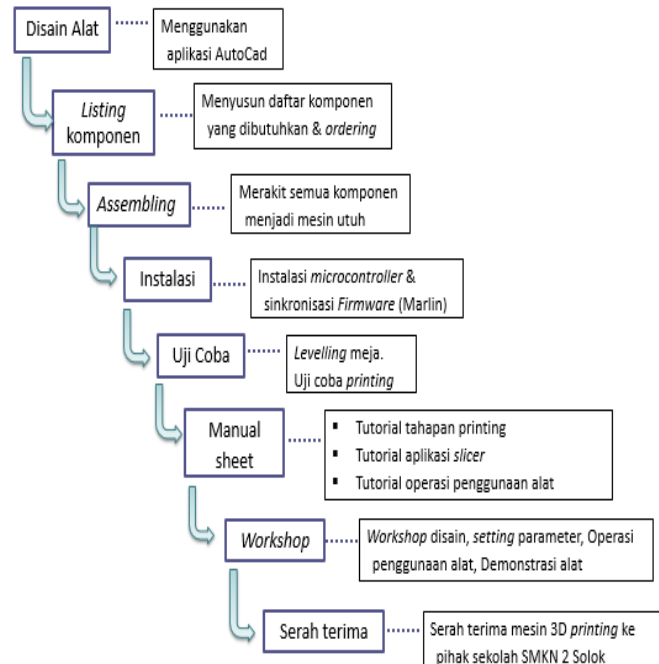 Disain Alat
Menggunakan
aplikasi AutoCad
Listing
komponen
Menyusun daftar komponen
yang dibutuhkan & ordering
Assembling
Merakit semua komponen
menjadi mesin utuh
Instalasi
Instalasi microcontroller &
sinkronisasi Firmware (Marlin)
Uji Coba
Levelling meja.
Uji coba printing
Manual
sheet
▪ Tutorial tahapan printing
▪ Tutorial aplikasi slicer
▪ Tutorial operasi penggunaan alat
Workshop
Workshop disain, setting parameter, Operasi
penggunaan alat, Demonstrasi alat
Serah terima
Serah terima mesin 3D printing ke
pihak sekolah SMKN 2 Solok